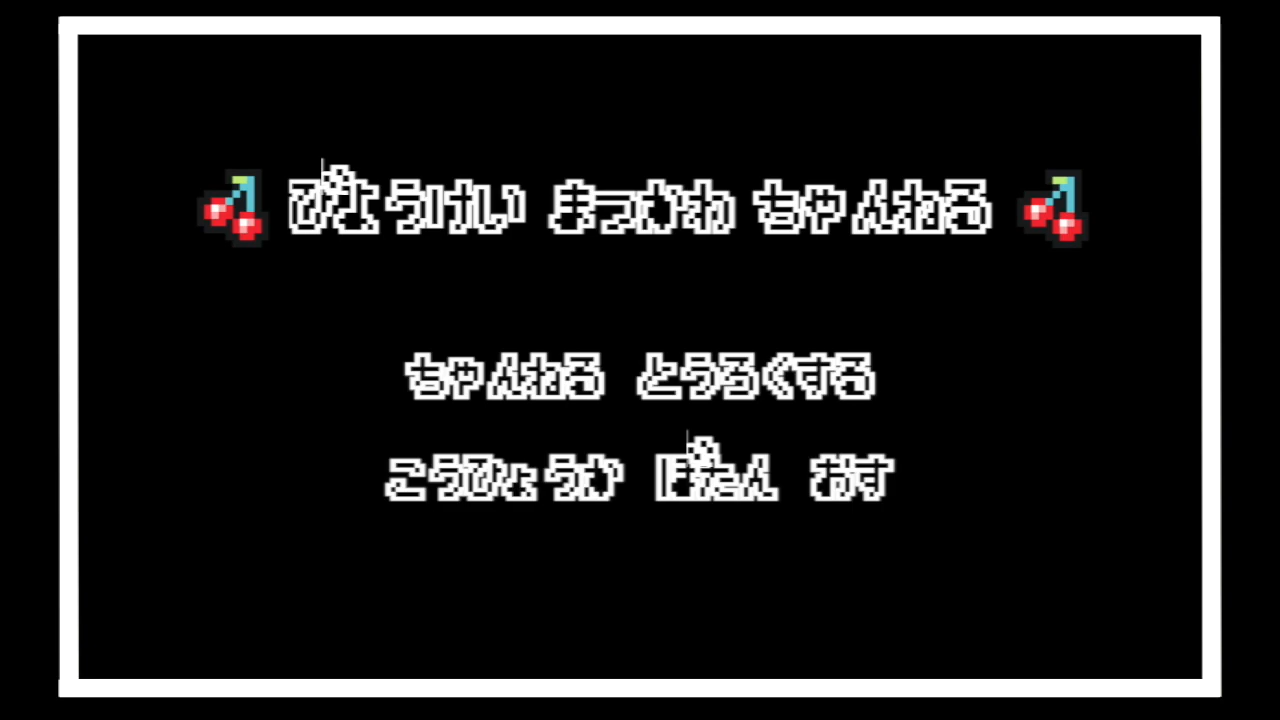 びょうけい まつかわ ちゃんねる
ちゃんねる とうろくする
こうひょうか ぼたん おす